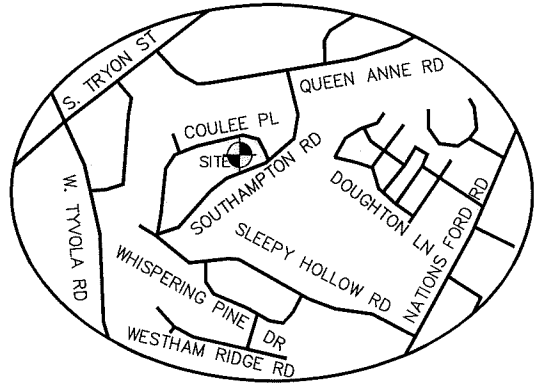 S. TRYON ST
QUEEN ANNE RD
COULEE PL
SITE
SOUTHAMPTON RD
DOUGHTON LN
W. TYVOLA RD
SLEEPY HOLLOW RD
NATIONS FORD RD
WHISPERING PINE DR
WESTHAM RIDGE RD